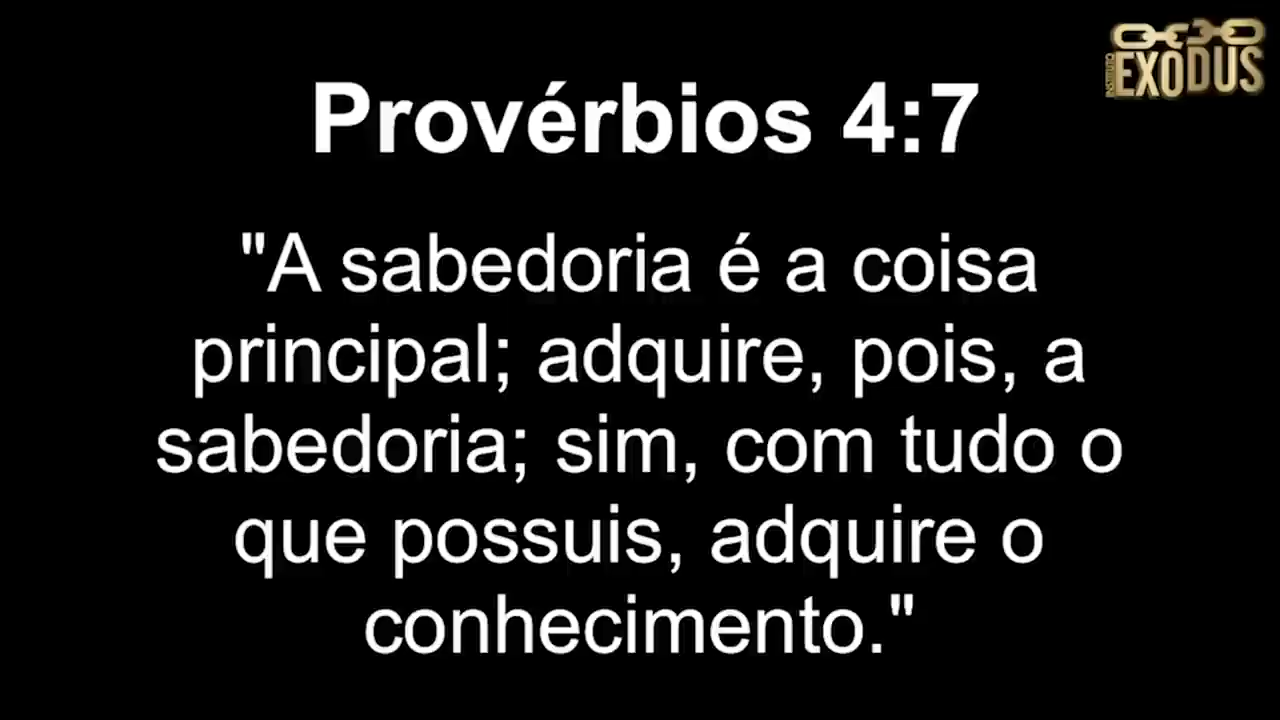 EXODUS
Provérbios 4:7
"A sabedoria é a coisa
principal; adquire, pois, a
sabedoria; sim, com tudo o
que possuis, adquire o
conhecimento."